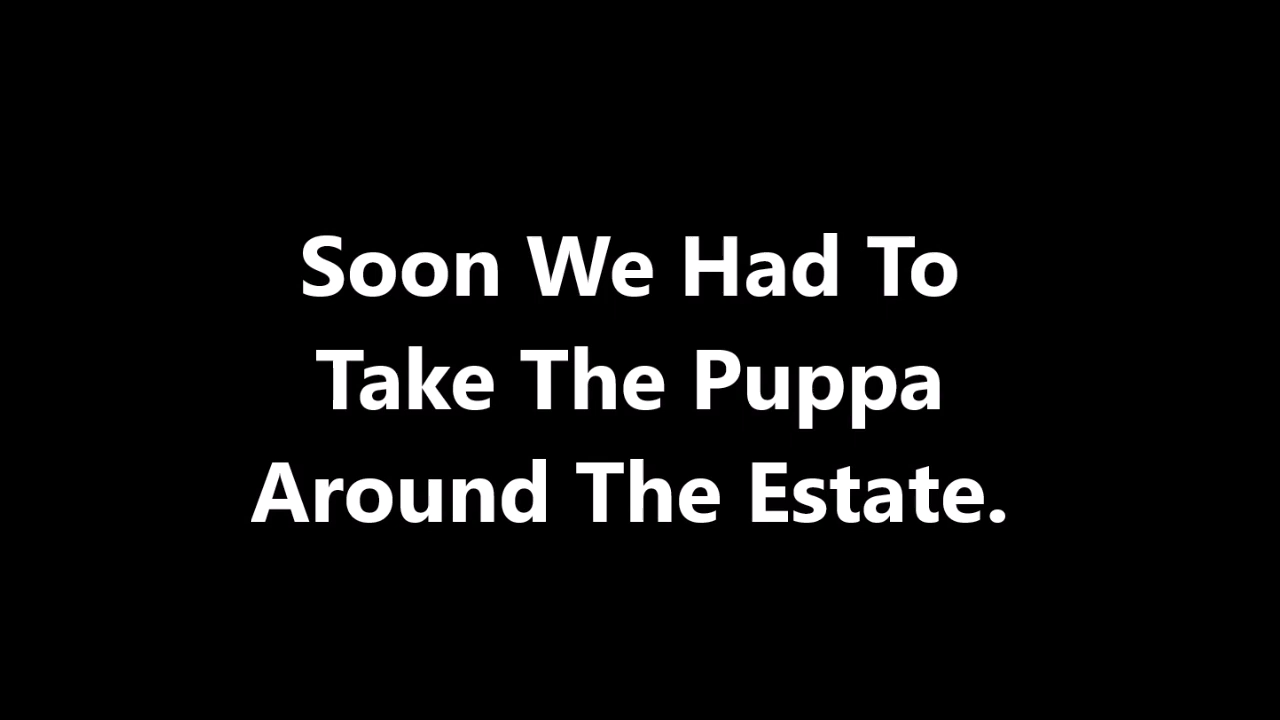 Soon We Had To
Take The Puppa
Around The Estate.